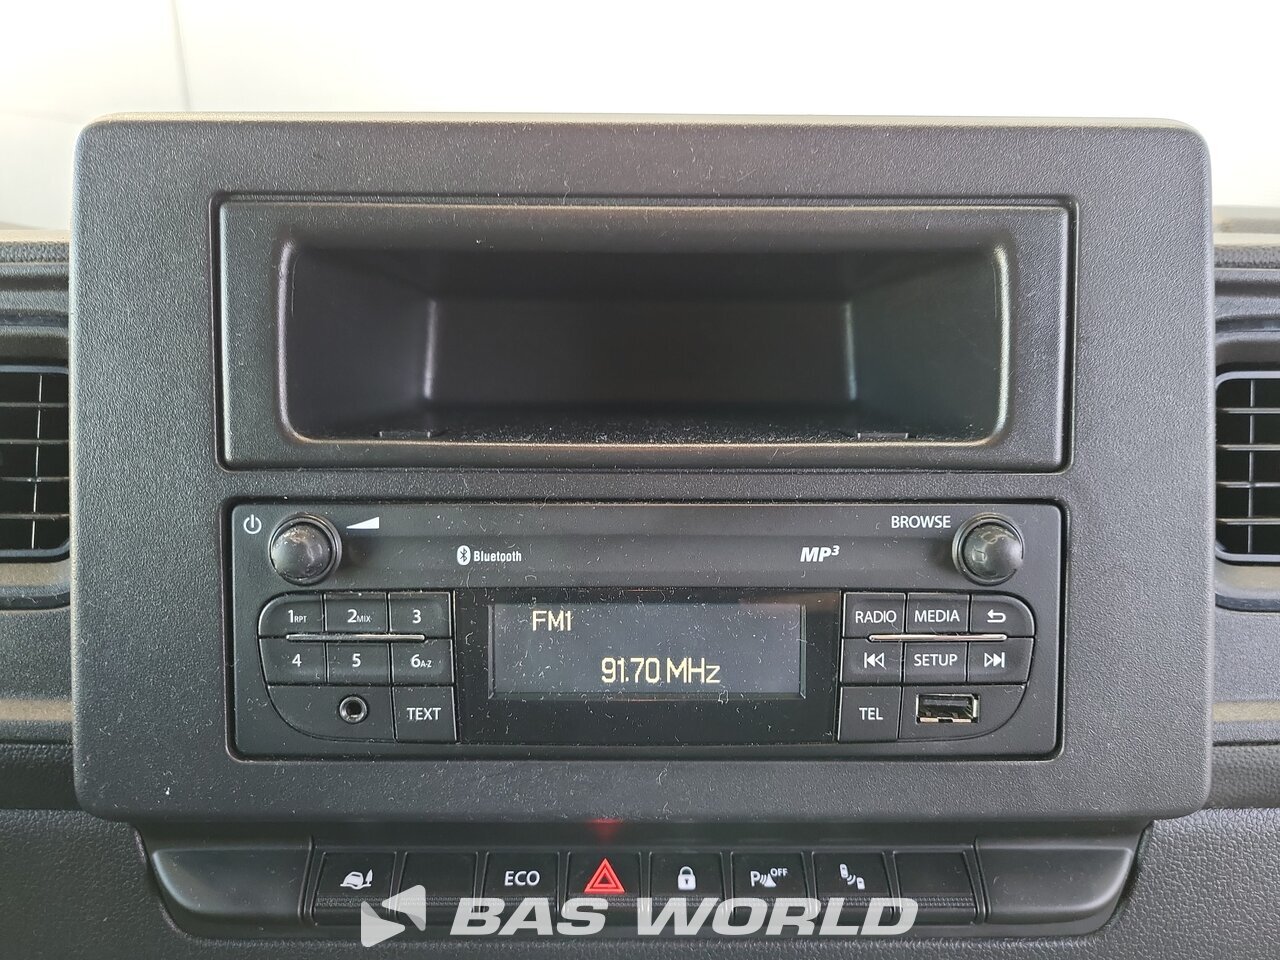 BROWSE
Bluetooth
MP3
1RPT 2MIX 3
FM1
RADIO MEDIA
4 5 6A-Z
91.70 MHz
SETUP
TEXT
TEL
ECO
P OFF
BAS WORLD